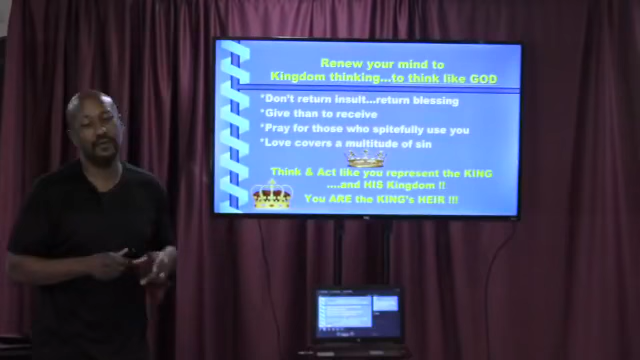 Renew your mind to
Kingdom thinking...to think like GOD
*Don't return insult...return blessing
*Give than to receive
*Pray for those who spitefully use you
*Love covers a multitude of sin
Think & Act like you represent the KING
....and HIS Kingdom !!
You ARE the KING's HEIR !!!